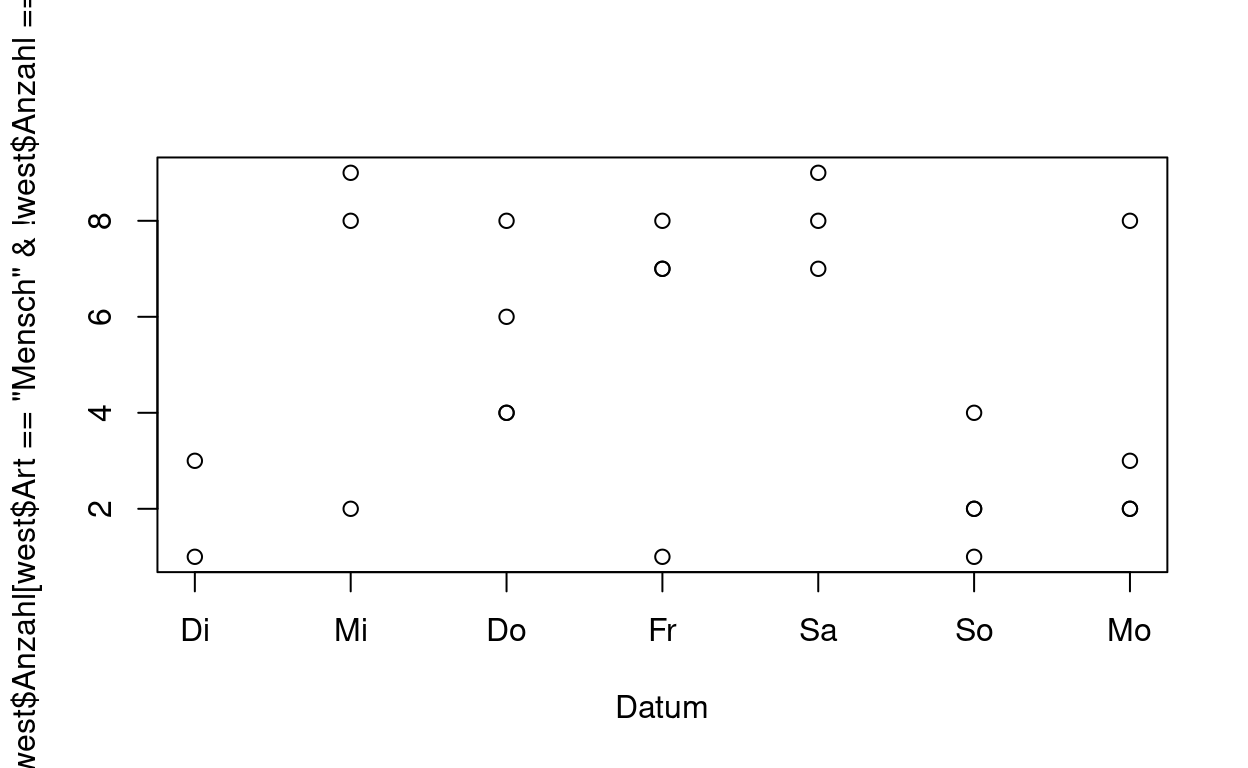 west$Anzahl[west$Art == "Mensch" & !west$Anzahl ==
8
6
4
2
Di Mi Do Fr Sa So Mo
Datum